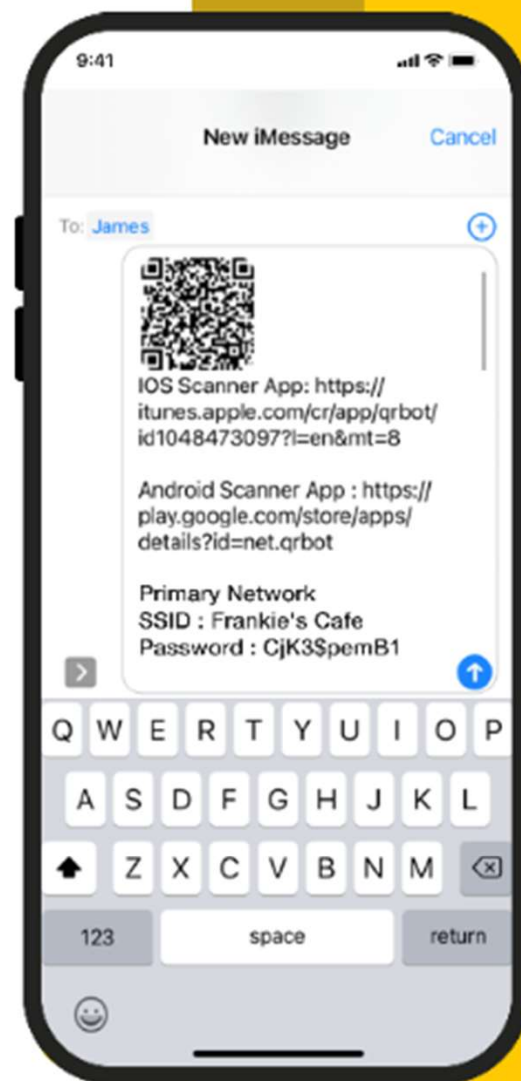 9:41
New iMessage
Cancel
To: James
IOS Scanner App: https://
itunes.apple.com/cr/app/qrbot/
id1048473097?l=en&mt=8
Android Scanner App : https://
play.google.com/store/apps/
details?id=net.qrbot
Primary Network
SSID : Frankie's Cafe
Password : CjK3$pemB1
Q W E R T Y U I O P
A S D F G H J K L
Z X C V B N M
123 space return